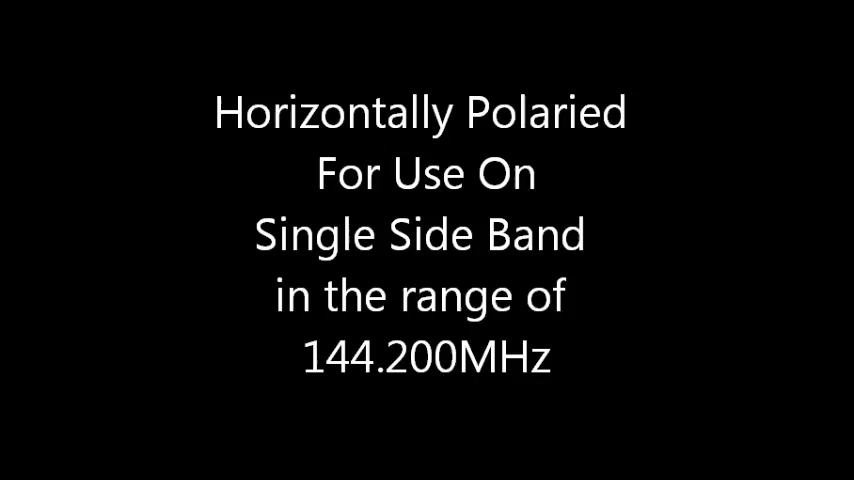 Horizontally Polaried
For Use On
Single Side Band
in the range of
144.200MHz